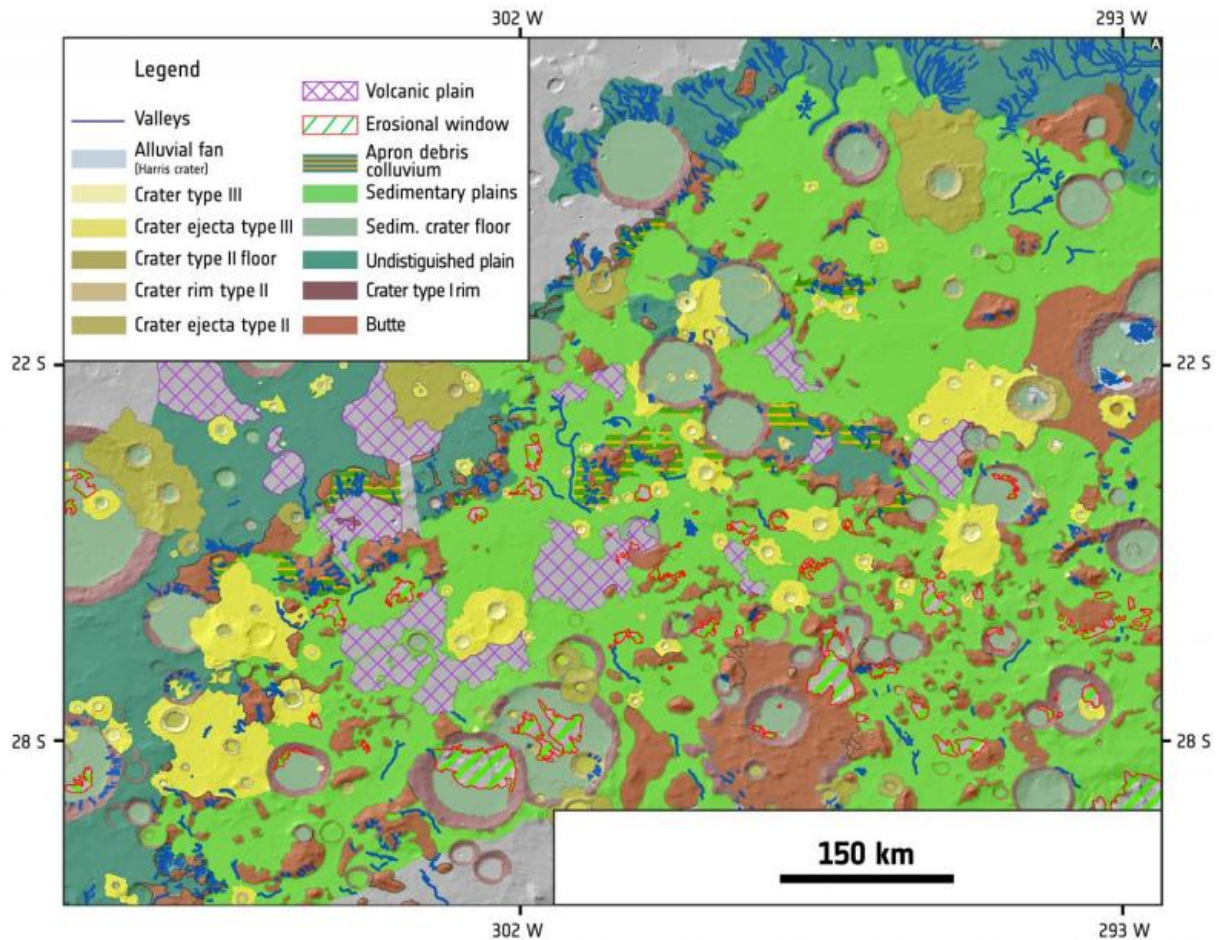 302 W
293 W
A
Legend
Valleys
Alluvial fan
(Harris crater)
Crater type III
Crater ejecta type III
Crater type II floor
Crater rim type II
Crater ejecta type II
Volcanic plain
Erosional window
Apron debris
colluvium
Sedimentary plains
Sedim. crater floor
Undistiguished plain
Crater type I rim
Butte
22 S
22 S
28 S
28 S
150 km
302 W
293 W